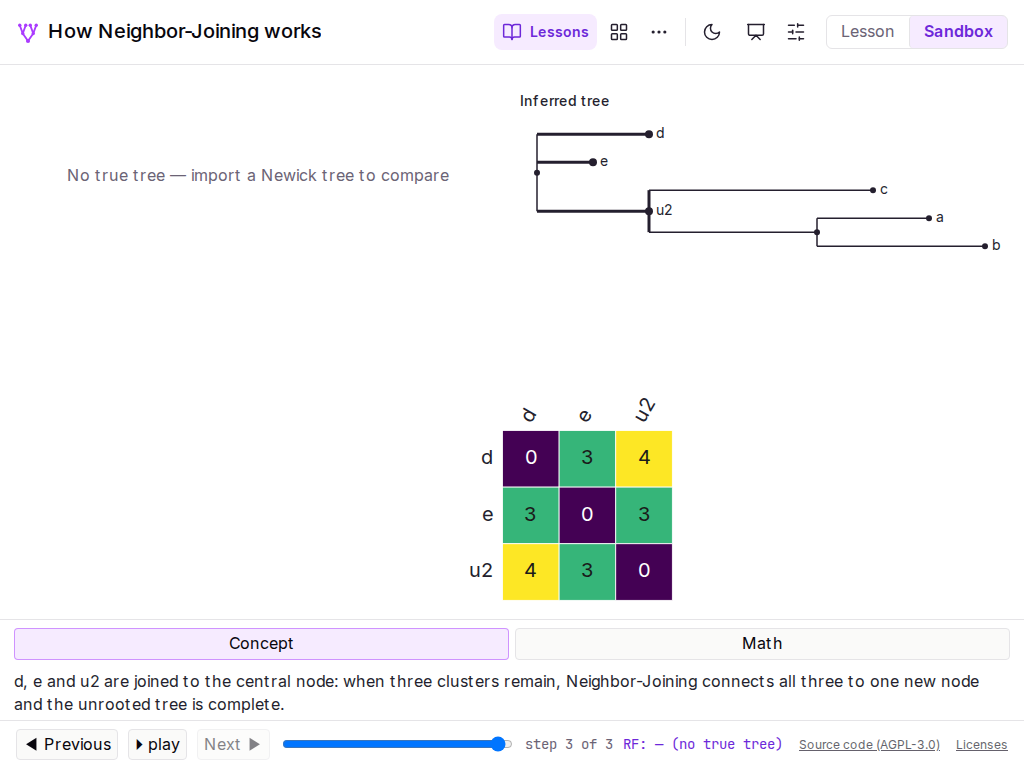 How Neighbor-Joining works
Lessons
Lesson
Sandbox
Inferred tree
No true tree — import a Newick tree to compare
d
e
c
u2
a
b
d e u2
d 0 3 4
e 3 0 3
u2 4 3 0
Concept
Math
d, e and u2 are joined to the central node: when three clusters remain, Neighbor-Joining connects all three to one new node
and the unrooted tree is complete.
Previous
play
Next
step 3 of 3
RF: — (no true tree)
Source code (AGPL-3.0)
Licenses